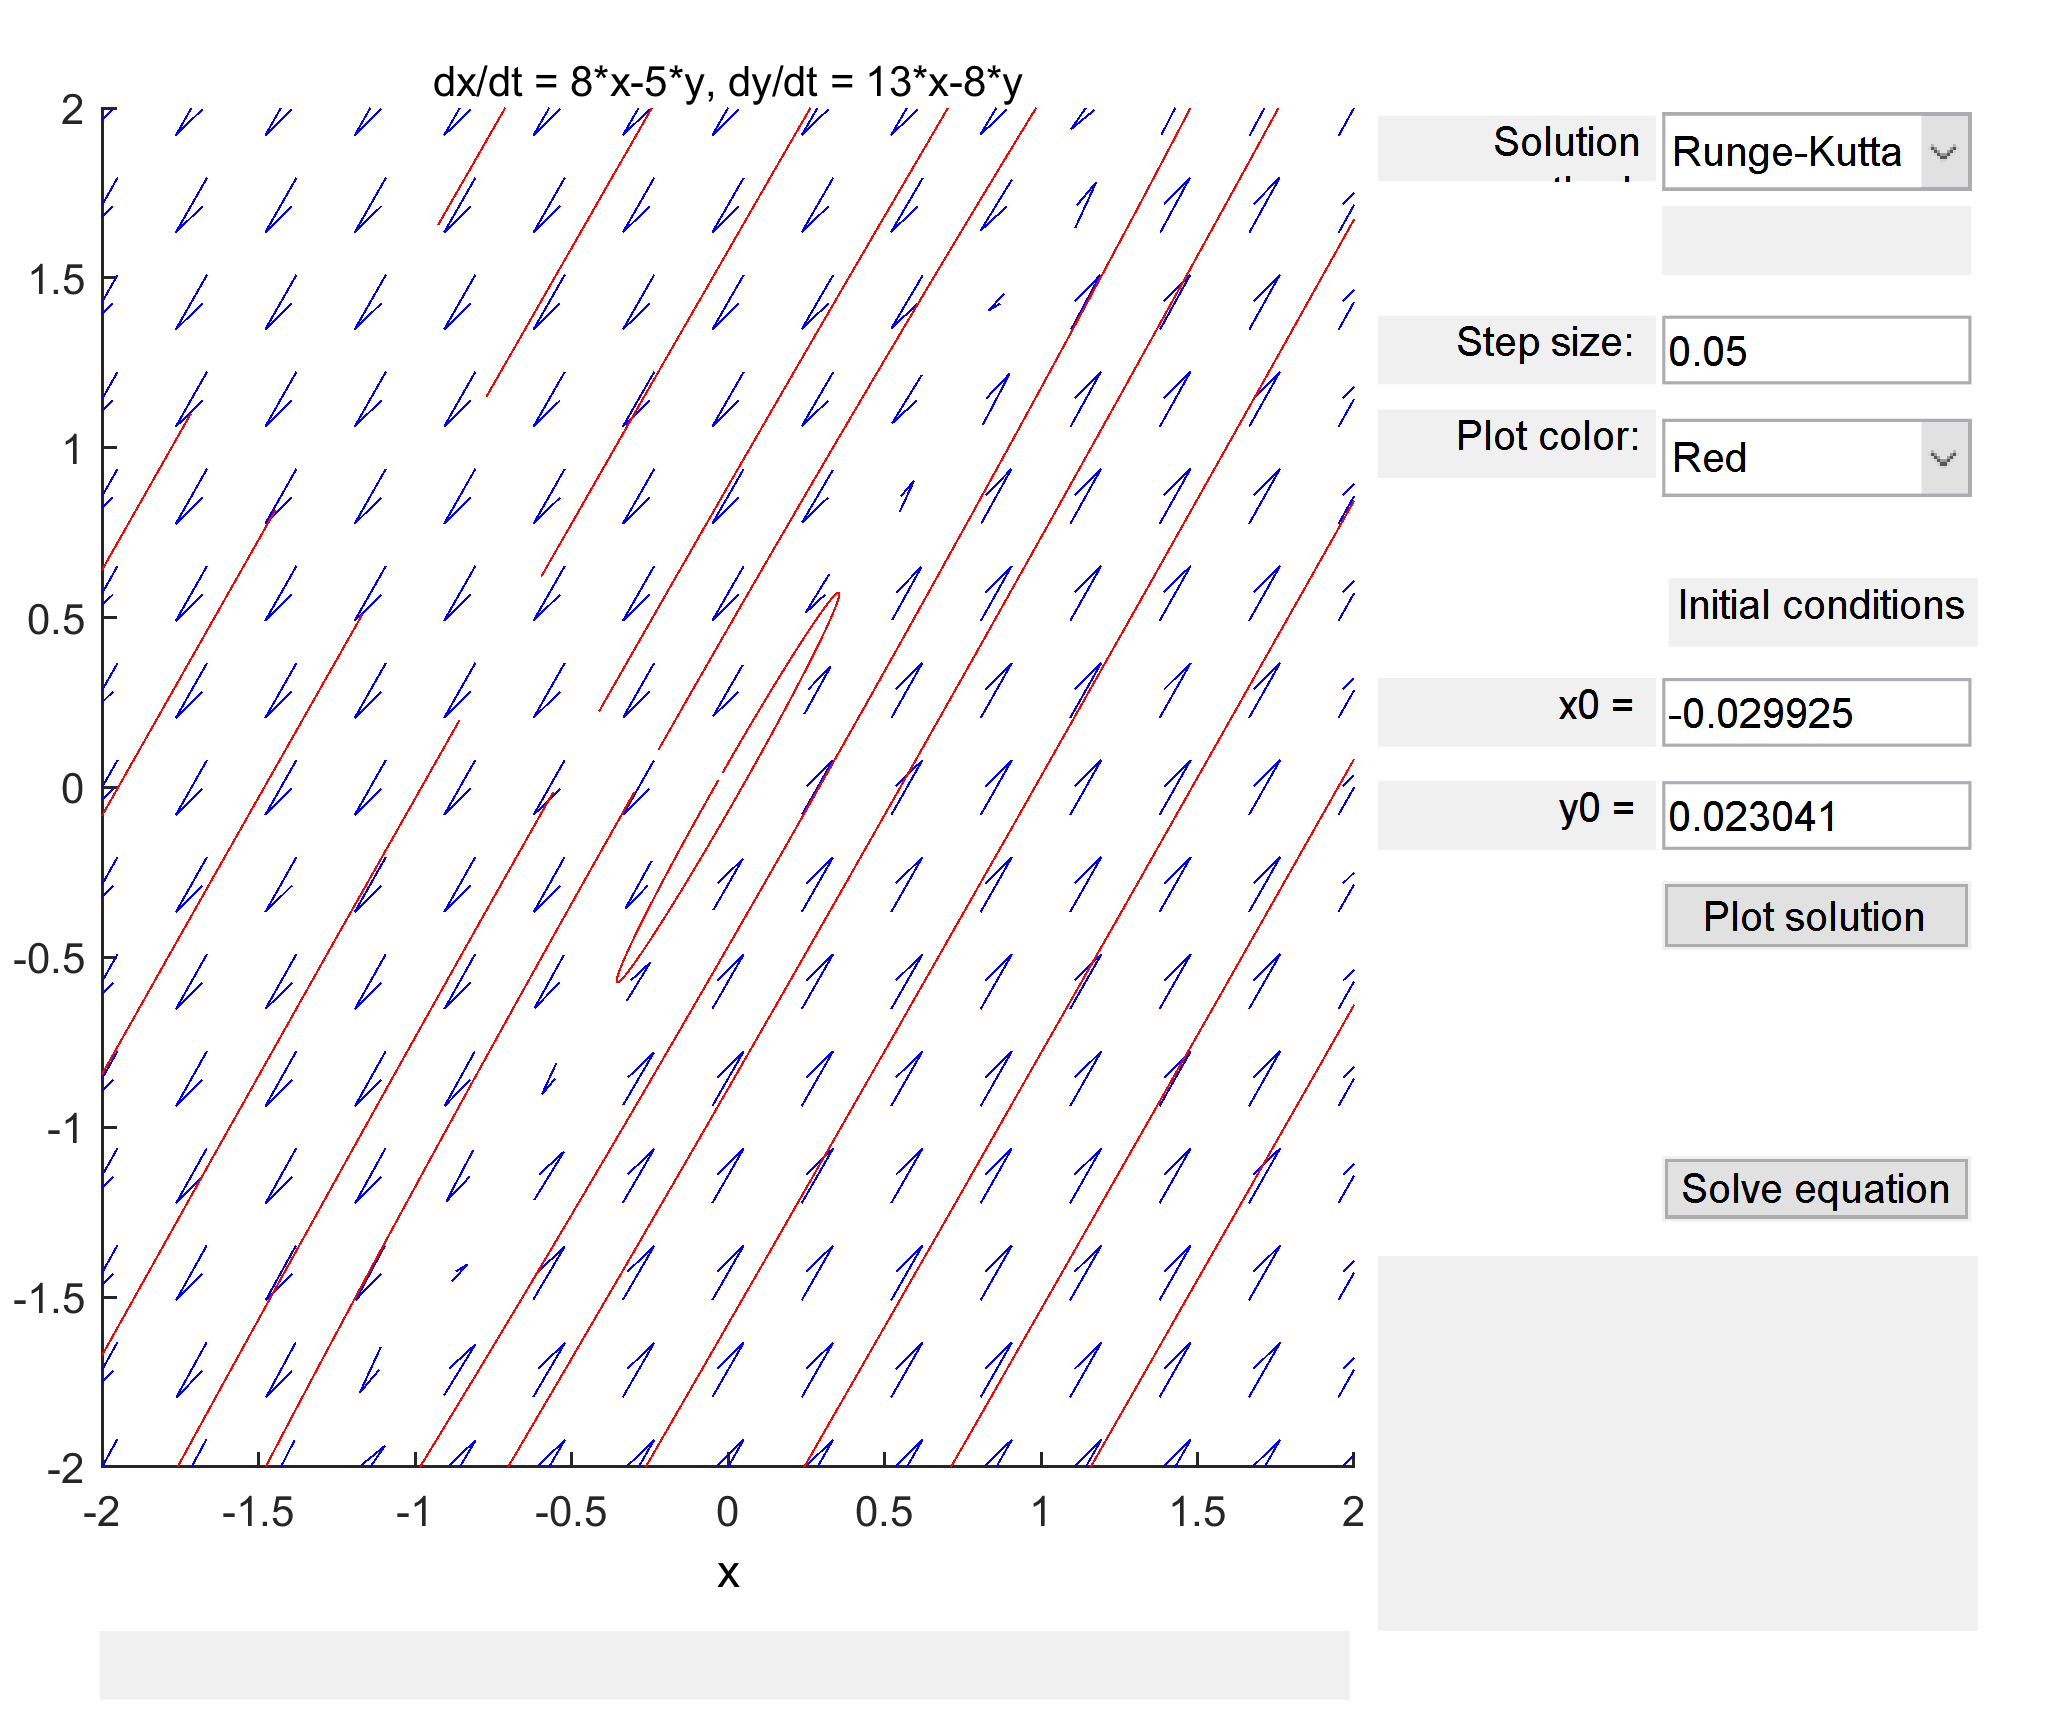 dx/dt = 8*x-5*y, dy/dt = 13*x-8*y
2
1.5
1
0.5
0
-0.5
-1
-1.5
-2
-2 -1.5 -1 -0.5 0 0.5 1 1.5 2
x
Solution
Runge-Kutta
Step size: 0.05
Plot color: Red
Initial conditions
x0 = -0.029925
y0 = 0.023041
Plot solution
Solve equation